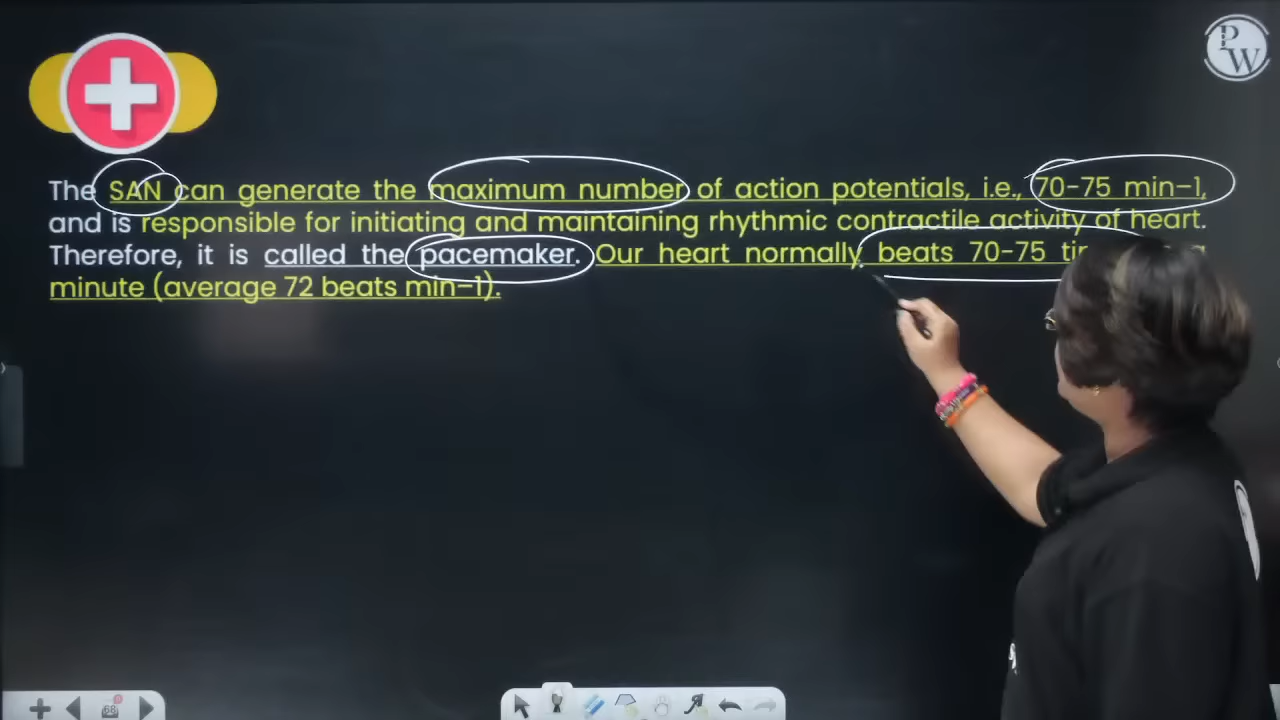 P
W
The SAN can generate the maximum number of action potentials, i.e., 70-75 min-1,
and is responsible for initiating and maintaining rhythmic contractile activity of heart.
Therefore, it is called the pacemaker. Our heart normally beats 70-75
minute (average 72 beats min-1).
68